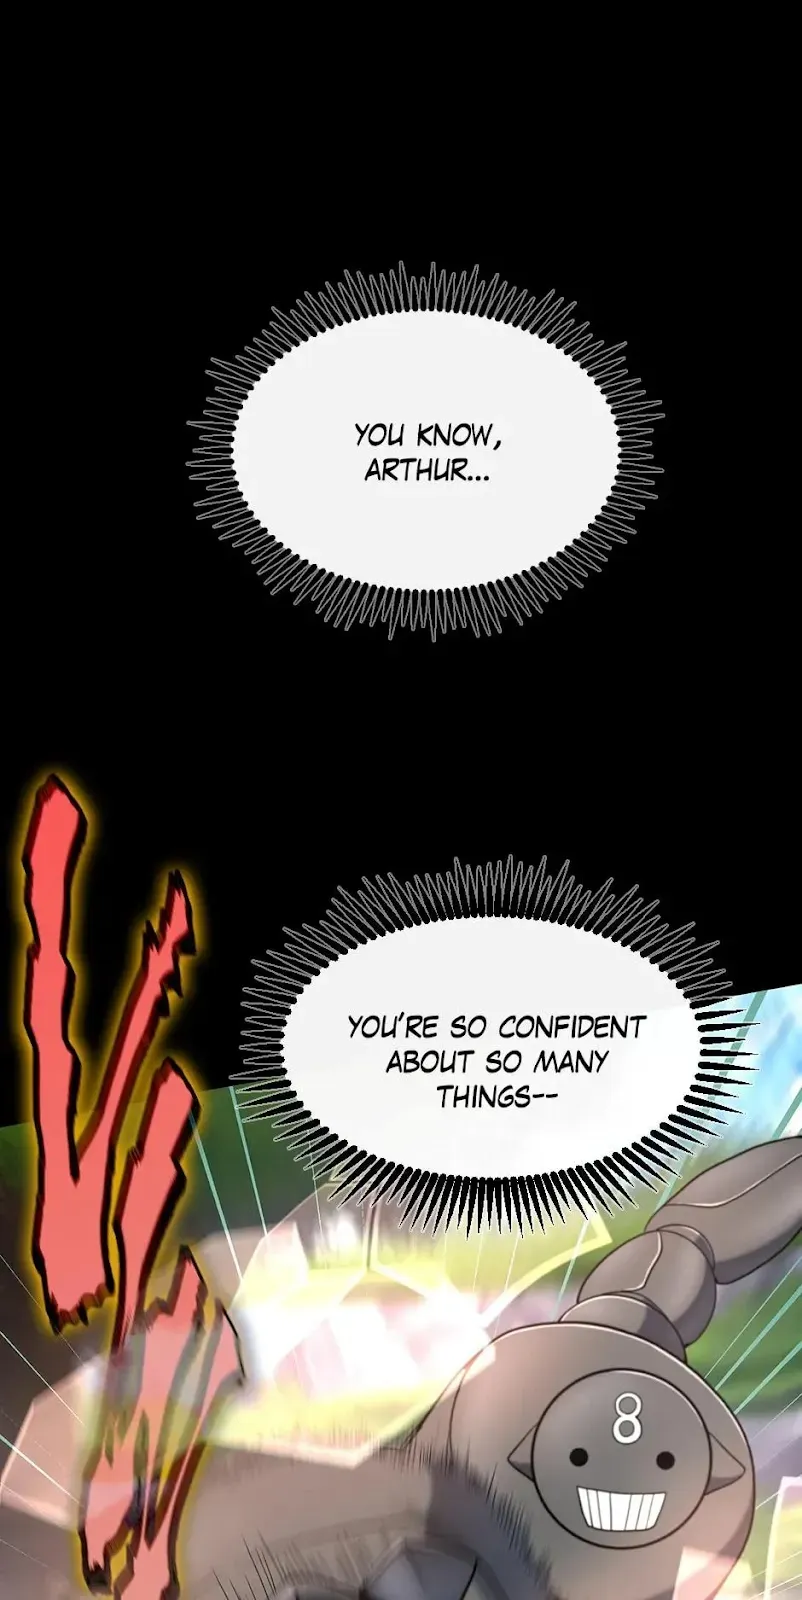 YOU KNOW,
ARTHUR...
YOU'RE SO CONFIDENT
ABOUT SO MANY
THINGS--
8